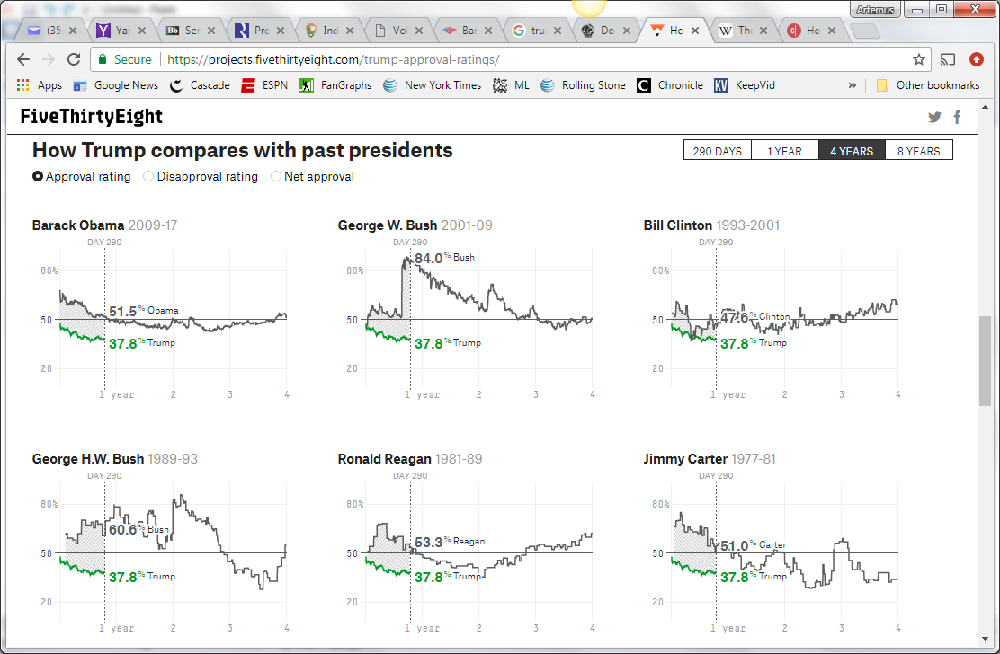 Artemus
(35
Yah
Bb Ser
Pro
Ind
Vo
Bar
tru
Do
Ho
W The
Ho
Secure https://projects.fivethirtyeight.com/trump-approval-ratings/
Apps Google News Cascade ESPN FanGraphs New York Times ML Rolling Stone C Chronicle KV KeepVid » Other bookmarks
FiveThirtyEight
How Trump compares with past presidents
290 DAYS 1 YEAR 4 YEARS 8 YEARS
Approval rating Disapproval rating Net approval
Barack Obama 2009-17
DAY 290
80%
51.5% Obama
50
37.8% Trump
20
1 year 2 3 4
George W. Bush 2001-09
DAY 290
84.0% Bush
80%
50
37.8% Trump
20
1 year 2 3 4
Bill Clinton 1993-2001
DAY 290
80%
47.6% Clinton
50
37.8% Trump
20
1 year 2 3 4
George H.W. Bush 1989-93
DAY 290
80%
60.6% Bush
50
37.8% Trump
20
1 year 2 3 4
Ronald Reagan 1981-89
DAY 290
80%
53.3% Reagan
50
37.8% Trump
20
1 year 2 3 4
Jimmy Carter 1977-81
DAY 290
80%
51.0% Carter
50
37.8% Trump
20
1 year 2 3 4